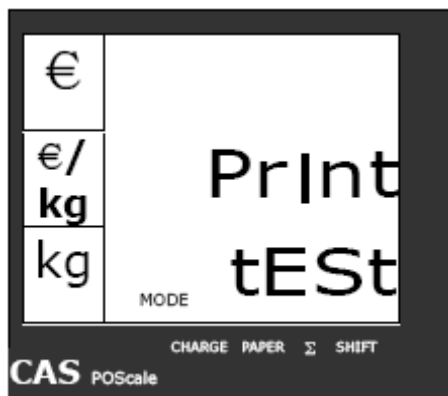 €
€/
kg
PrInt
kg
MODE
tESt
CHARGE PAPER Σ SHIFT
CAS POScale